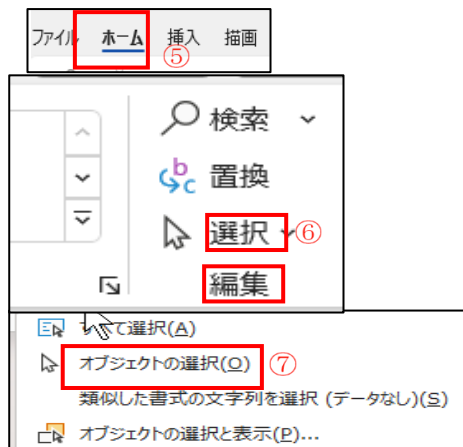 ファイル ホーム 挿入 描画
⑤
検索
置換
選択 ⑥
編集
て選択(A)
オブジェクトの選択(O) ⑦
類似した書式の文字列を選択 (データなし)(S)
オブジェクトの選択と表示(P)...